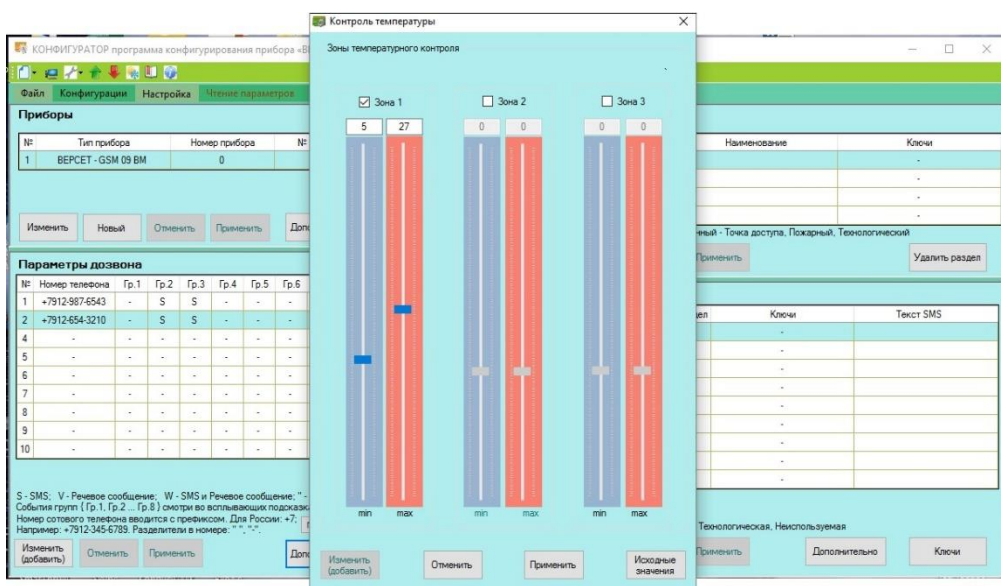 Контроль температуры
КОНФИГУРАТОР программа конфигурирования прибора
Файл Конфигурации Настройка Чтение параметров
Зоны температурного контроля
Зона 1 Зона 2 Зона 3
5 27 0 0 0 0
min max min max min max
Изменить (добавить) Отменить Применить Исходные значения
Приборы
№ Тип прибора Номер прибора №
1 ВЕРСЕТ - GSM 09 ВМ 0
Изменить Новый Отменить Применить
Параметры дозвона
№ Номер телефона Гр.1 Гр.2 Гр.3 Гр.4 Гр.5 Гр.6
1 +7912-987-6543 - S S - - -
2 +7912-654-3210 - S S - - -
4 - - - - - - -
5 - - - - - - -
6 - - - - - - -
7 - - - - - - -
8 - - - - - - -
9 - - - - - - -
10 - - - - - - -
S - SMS; V - Речевое сообщение; W - SMS и Речевое сообщение; " -
События групп { Гр.1, Гр.2 ... Гр.8 } смотри во всплывающих
Номер сотового телефона вводится с префиксом. Для России: +7;
Например: +7912-345-6789. Разделители в номере: " ", "-".
Изменить (добавить) Отменить Применить
Наименование Ключи
-
-
-
-
- Точка доступа, Пожарный, Технологический
Применить Удалить раздел
Ключи Текст SMS
-
-
-
-
-
-
-
-
-
Технологическая, Неиспользуемая
Применить Дополнительно Ключи